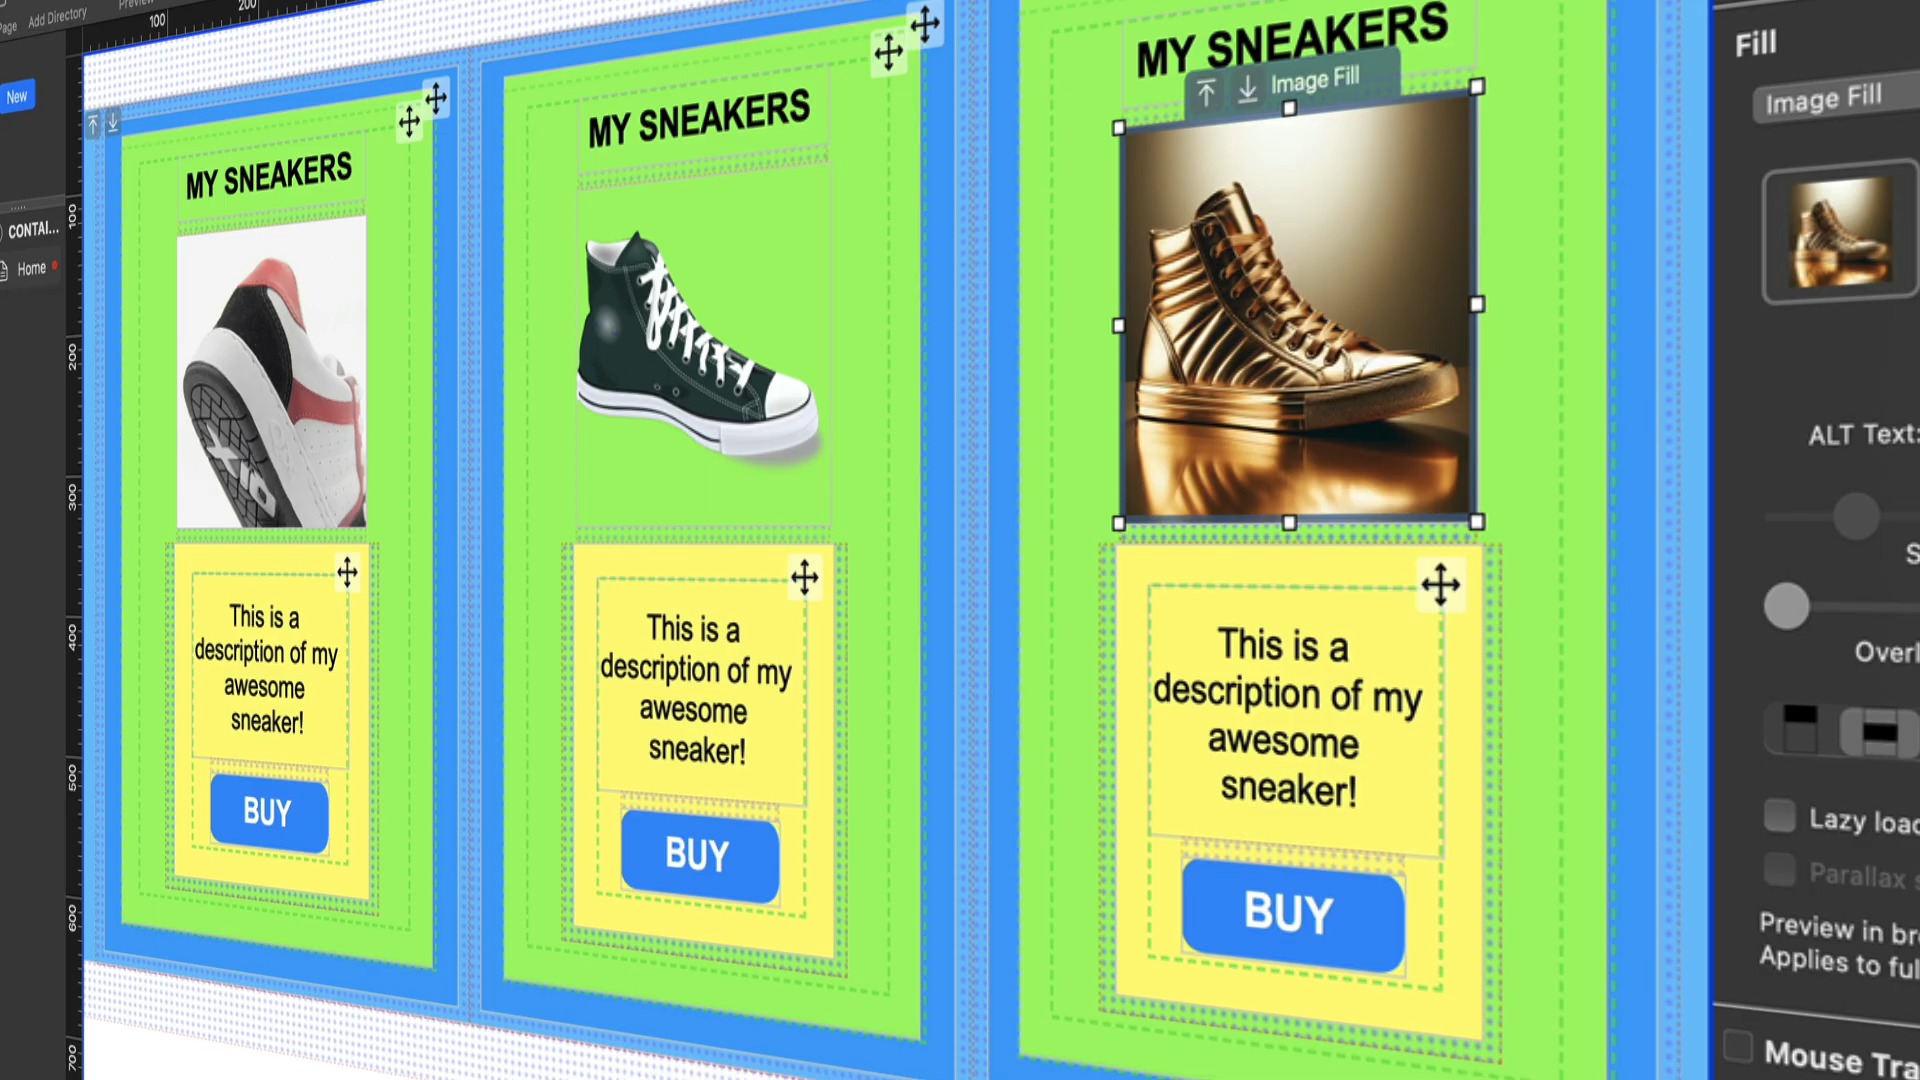 Page
Add Directory
Preview
100
200
New
CONTAI...
Home
100
200
300
400
500
600
700
MY SNEAKERS
This is a
description of my
awesome
sneaker!
BUY
MY SNEAKERS
This is a
description of my
awesome
sneaker!
BUY
MY SNEAKERS
Image Fill
This is a
description of my
awesome
sneaker!
BUY
Fill
Image Fill
ALT Text:
S
Overl
Lazy load
Parallax s
Preview in bro
Applies to ful
Mouse Tra